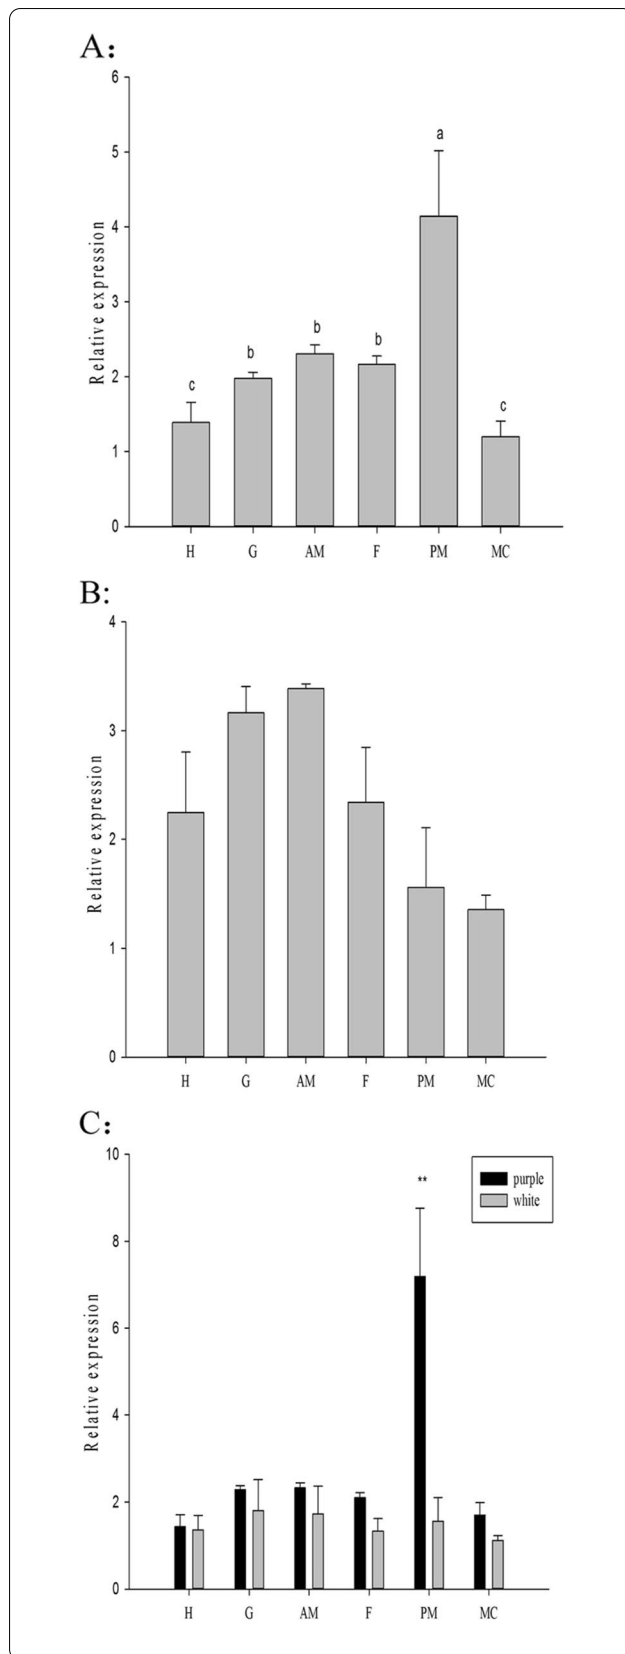 A:
6
a
5
4
Relative expression
3
b
b
b
2
c
c
1
0
H G AM F PM MC
B:
4
3
Relative expression
2
1
0
H G AM F PM MC
C:
10
**
purple
white
8
Relative expression
6
4
2
0
H G AM F PM MC